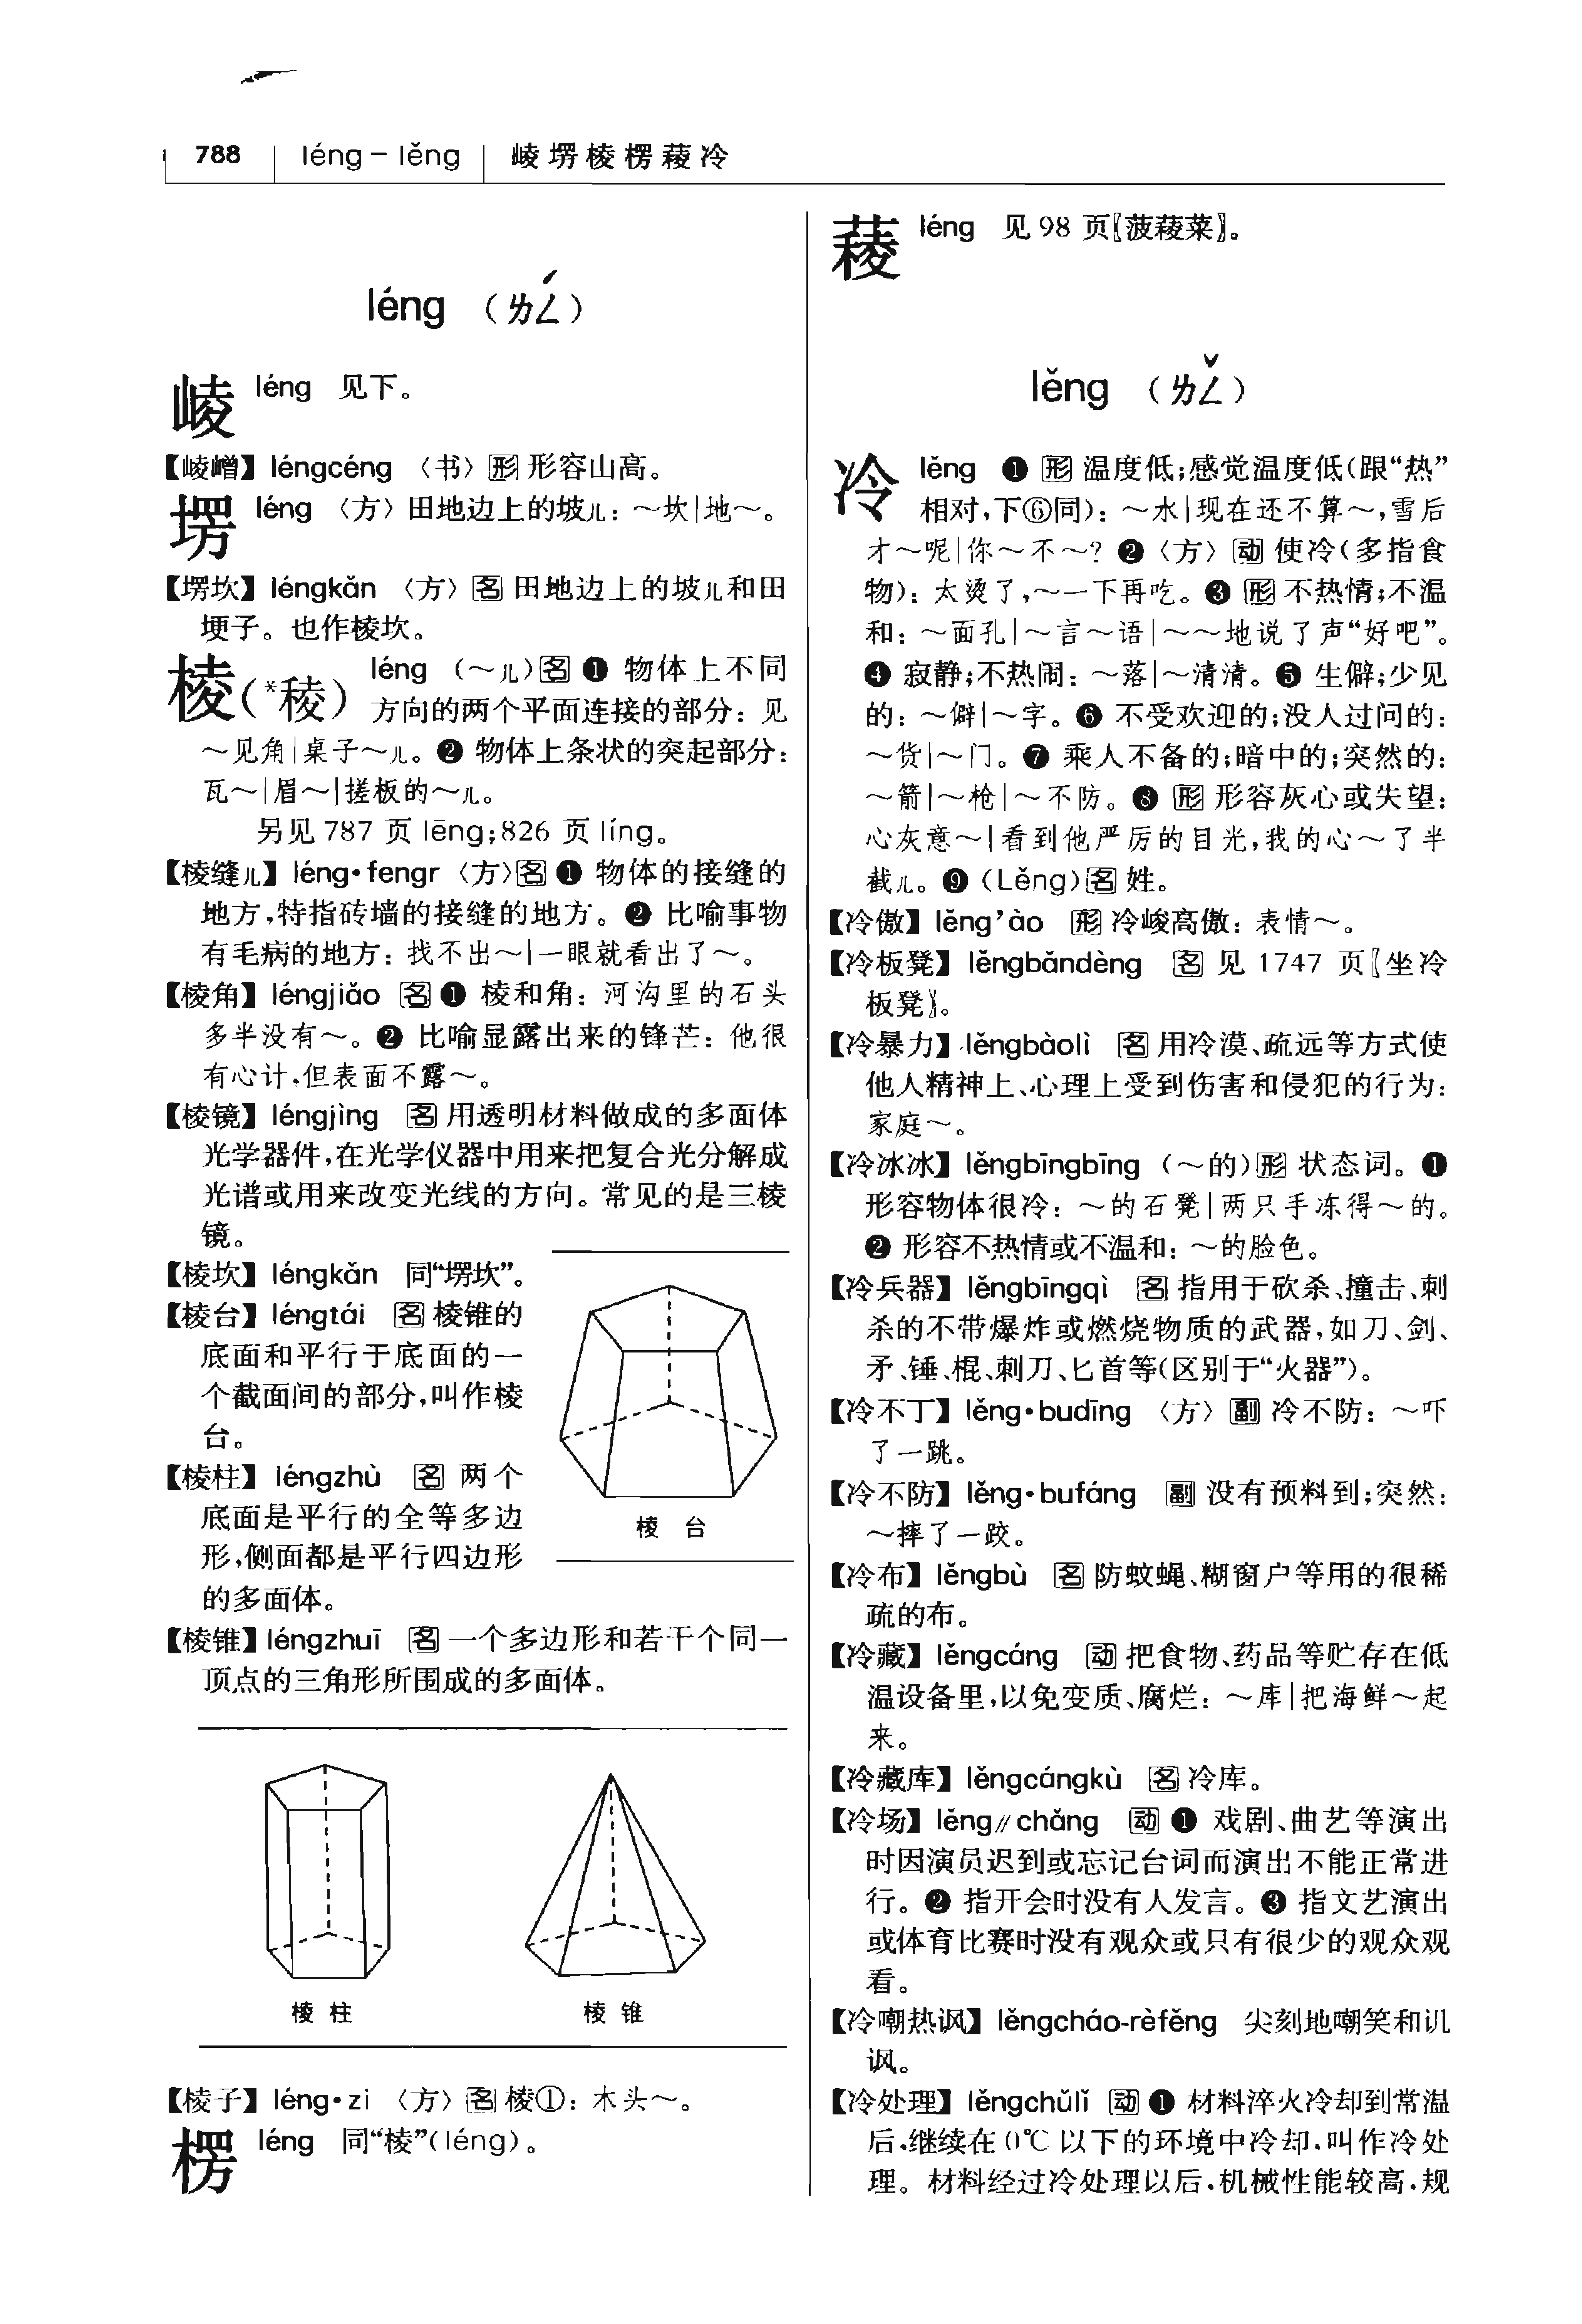 788 léng－lěng 崚塄棱楞䔖冷
léng （ㄌㄥˊ）
崚 léng 见下。
【崚嶒】léngcéng 〈书〉形 形容山高。
塄 léng 〈方〉田地边上的坡儿：～坎|地～。
【塄坎】léngkǎn 〈方〉名 田地边上的坡儿和田
埂子。也作棱坎。
棱（*稜） léng （～儿）名 ❶ 物体上不同
方向的两个平面连接的部分：见
～见角|桌子～儿。❷ 物体上条状的突起部分：
瓦～|眉～|搓板的～儿。
另见 787 页 lēng；826 页 líng。
【棱缝儿】léng·fengr 〈方〉名 ❶ 物体的接缝的
地方，特指砖墙的接缝的地方。❷ 比喻事物
有毛病的地方：找不出～|一眼就看出了～。
【棱角】léngjiǎo 名 ❶ 棱和角：河沟里的石头
多半没有～。❷ 比喻显露出来的锋芒：他很
有心计，但表面不露～。
【棱镜】léngjìng 名 用透明材料做成的多面体
光学器件，在光学仪器中用来把复合光分解成
光谱或用来改变光线的方向。常见的是三棱
镜。
【棱坎】léngkǎn 同“塄坎”。
【棱台】léngtái 名 棱锥的
底面和平行于底面的一
个截面间的部分，叫作棱
台。
【棱柱】léngzhù 名 两个
底面是平行的全等多边
形，侧面都是平行四边形
的多面体。
棱 台
【棱锥】léngzhuī 名 一个多边形和若干个同一
顶点的三角形所围成的多面体。
棱 柱 棱 锥
【棱子】léng·zi 〈方〉名 棱①：木头～。
楞 léng 同“棱”（léng）。
䔖 léng 见 98 页〖菠䔖菜〗。
lěng （ㄌㄥˇ）
冷 lěng ❶ 形 温度低；感觉温度低（跟“热”
相对，下⑥同）：～水|现在还不算～，雪后
才～呢|你～不～？❷〈方〉动 使冷（多指食
物）：太烫了，～一下再吃。❸ 形 不热情；不温
和：～面孔|～言～语|～～地说了声“好吧”。
❹ 寂静；不热闹：～落|～清清。❺ 生僻；少见
的：～僻|～字。❻ 不受欢迎的；没人过问的：
～货|～门。❼ 乘人不备的；暗中的；突然的：
～箭|～枪|～不防。❽ 形 形容灰心或失望：
心灰意～|看到他严厉的目光，我的心～了半
截儿。❾（Lěng）名 姓。
【冷傲】lěng’ào 形 冷峻高傲：表情～。
【冷板凳】lěngbǎndèng 名 见 1747 页〖坐冷
板凳〗。
【冷暴力】lěngbàolì 名 用冷漠、疏远等方式使
他人精神上、心理上受到伤害和侵犯的行为：
家庭～。
【冷冰冰】lěngbīngbīng （～的）形 状态词。❶
形容物体很冷：～的石凳|两只手冻得～的。
❷ 形容不热情或不温和：～的脸色。
【冷兵器】lěngbīngqì 名 指用于砍杀、撞击、刺
杀的不带爆炸或燃烧物质的武器，如刀、剑、
矛、锤、棍、刺刀、匕首等（区别于“火器”）。
【冷不丁】lěng·budīng 〈方〉副 冷不防：～吓
了一跳。
【冷不防】lěng·bufáng 副 没有预料到；突然：
～摔了一跤。
【冷布】lěngbù 名 防蚊蝇、糊窗户等用的很稀
疏的布。
【冷藏】lěngcáng 动 把食物、药品等贮存在低
温设备里，以免变质、腐烂：～库|把海鲜～起
来。
【冷藏库】lěngcángkù 名 冷库。
【冷场】lěng∥chǎng 动 ❶ 戏剧、曲艺等演出
时因演员迟到或忘记台词而演出不能正常进
行。❷ 指开会时没有人发言。❸ 指文艺演出
或体育比赛时没有观众或只有很少的观众观
看。
【冷嘲热讽】lěngcháo-rèfěng 尖刻地嘲笑和讥
讽。
【冷处理】lěngchǔlǐ 动 ❶ 材料淬火冷却到常温
后，继续在 0℃ 以下的环境中冷却，叫作冷处
理。材料经过冷处理以后，机械性能较高，规